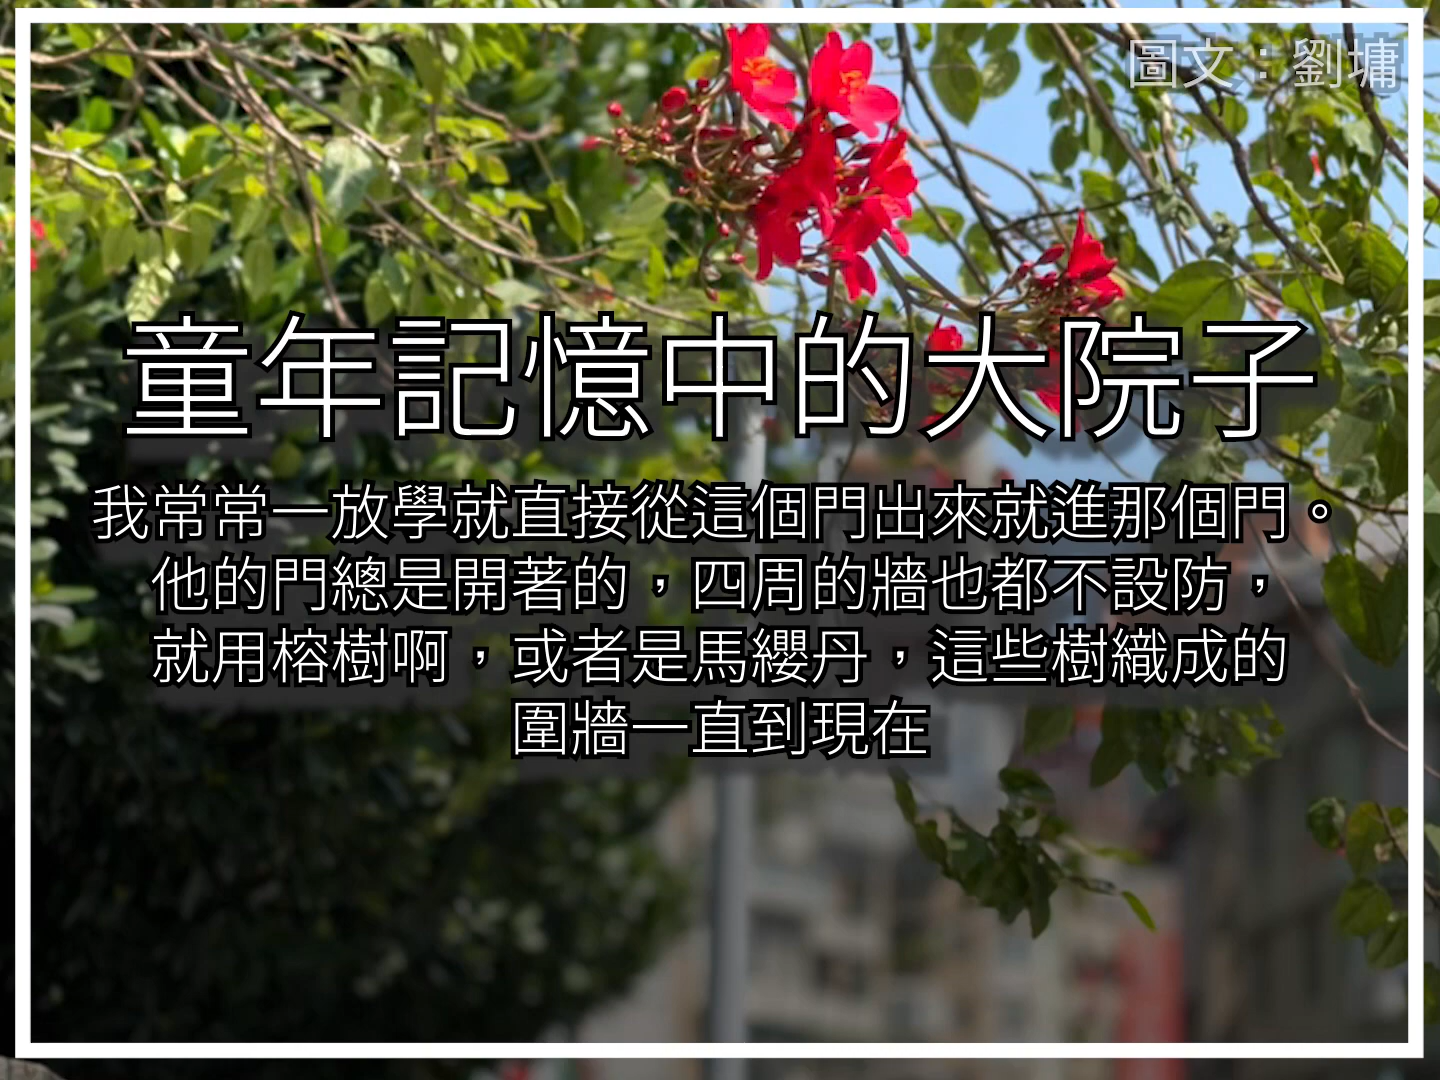 圖文：劉墉
童年記憶中的大院子
我常常一放學就直接從這個門出來就進那個門。
他的門總是開著的，四周的牆也都不設防，
就用榕樹啊，或者是馬纓丹，這些樹織成的
圍牆一直到現在